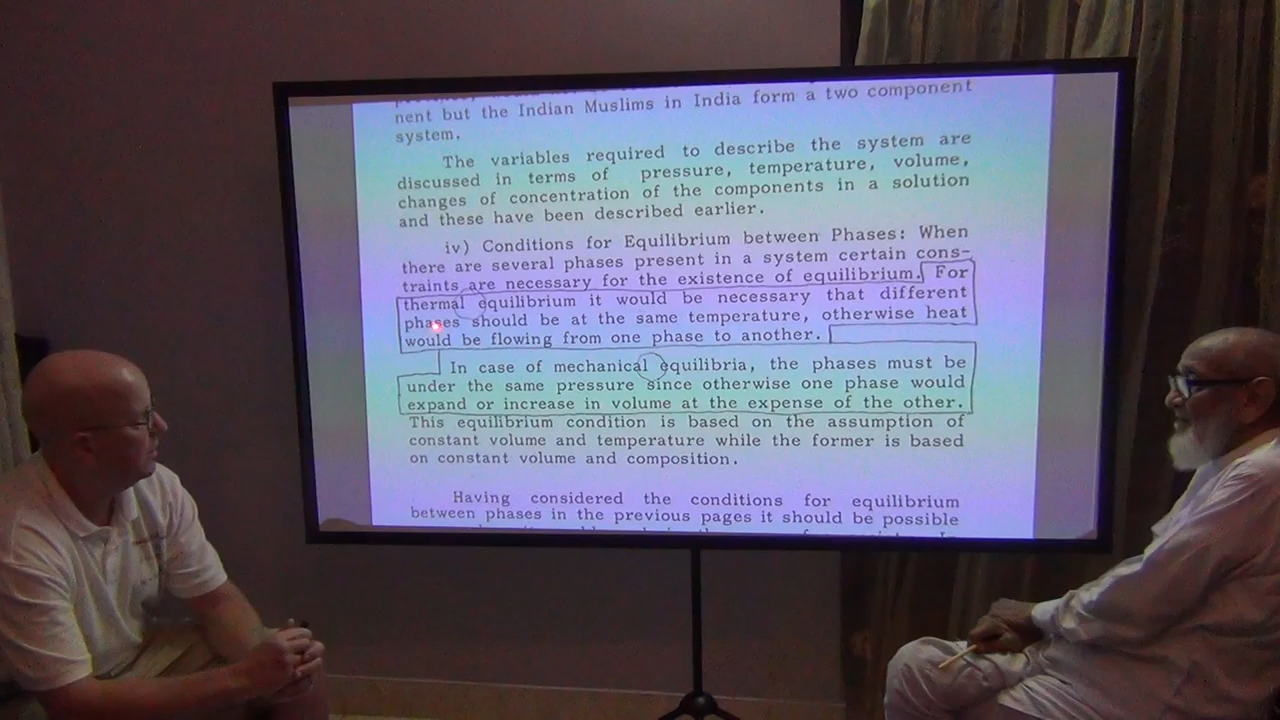 nent but the Indian Muslims in India form a two component
system.
The variables required to describe the system are
discussed in terms of pressure, temperature, volume,
changes of concentration of the components in a solution
and these have been described earlier.
iv) Conditions for Equilibrium between Phases: When
there are several phases present in a system certain cons-
traints are necessary for the existence of equilibrium. For
thermal equilibrium it would be necessary that different
phases should be at the same temperature, otherwise heat
would be flowing from one phase to another.
In case of mechanical equilibria, the phases must be
under the same pressure since otherwise one phase would
expand or increase in volume at the expense of the other.
This equilibrium condition is based on the assumption of
constant volume and temperature while the former is based
on constant volume and composition.
Having considered the conditions for equilibrium
between phases in the previous pages it should be possible